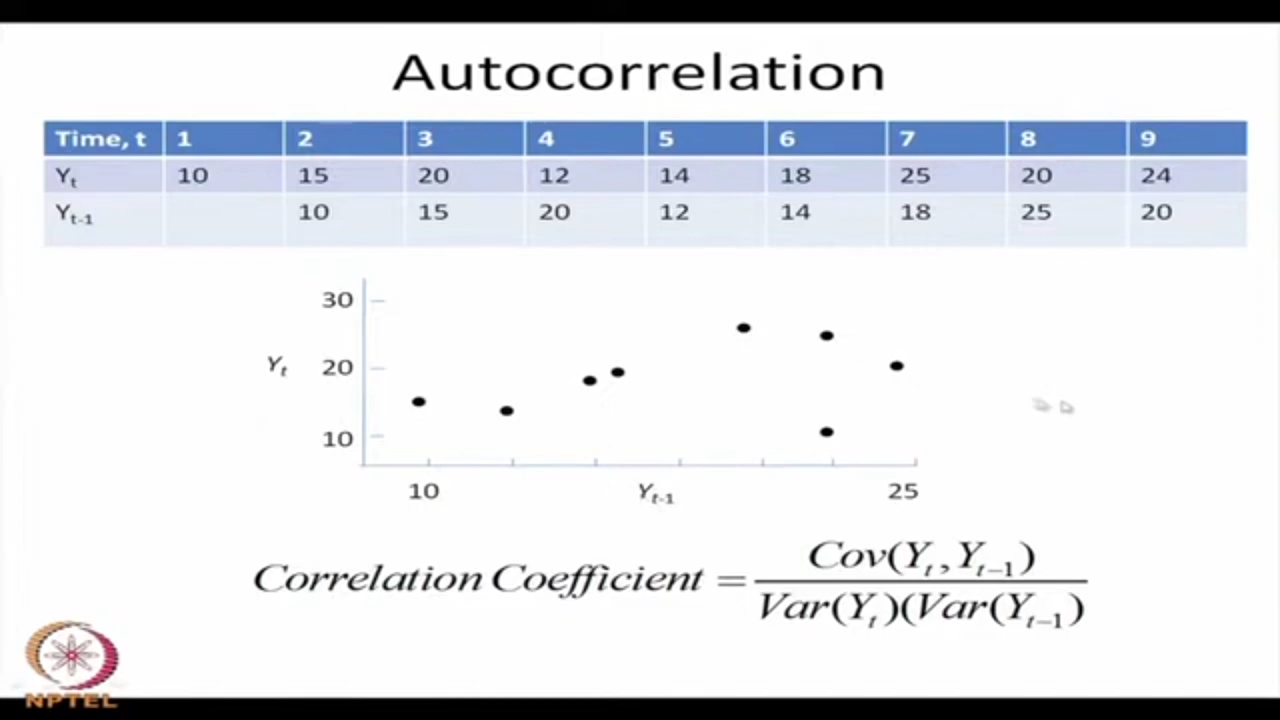 Autocorrelation
Time, t 1 2 3 4 5 6 7 8 9
Yt 10 15 20 12 14 18 25 20 24
Yt-1 10 15 20 12 14 18 25 20
30
Yt 20
10
10 Yt-1 25
Correlation Coefficient = Cov(Yt, Yt−1)
Var(Yt)(Var(Yt−1)
NPTEL